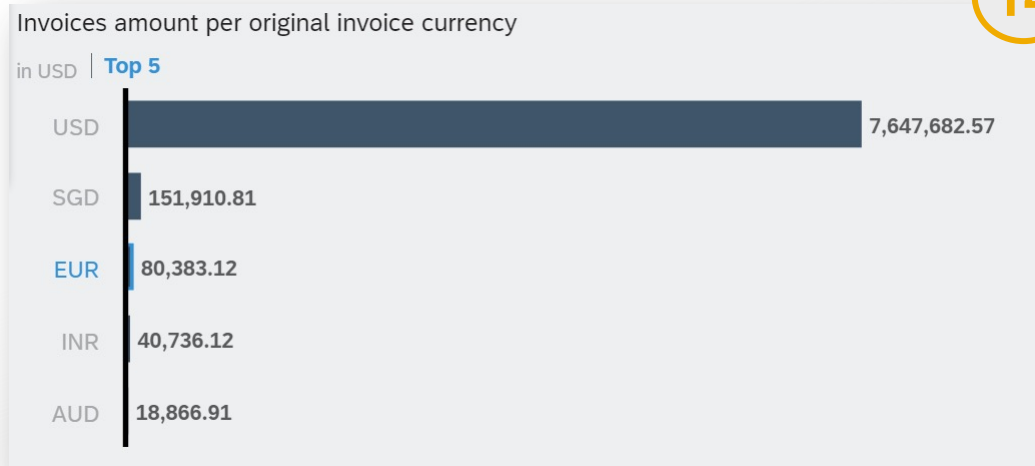 Invoices amount per original invoice currency
in USD | Top 5
USD 7,647,682.57
SGD 151,910.81
EUR 80,383.12
INR 40,736.12
AUD 18,866.91